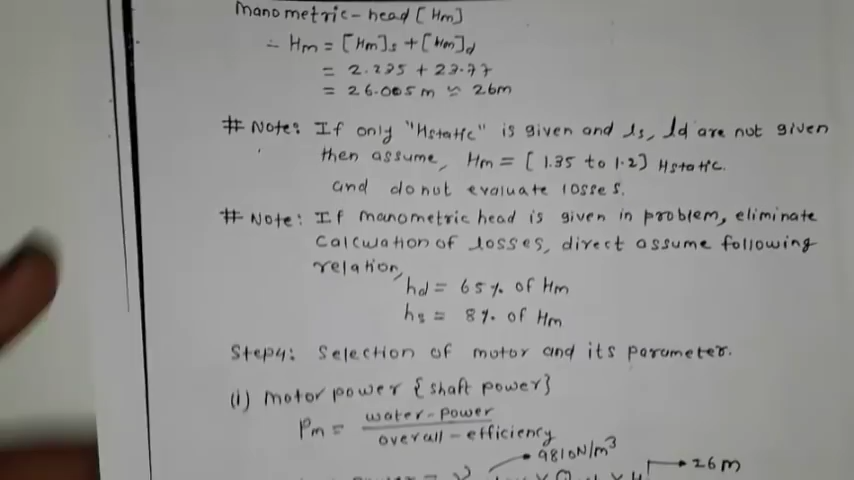 Manometric-head [Hm]
∴ Hm = [Hm]s + [Hm]d
= 2.235 + 23.77
= 26.005m ≃ 26m
# Note: If only "Hstatic" is given and ls, ld are not given
then assume, Hm = [1.35 to 1.2] Hstatic.
and do not evaluate losses.
# Note: If manometric head is given in problem, eliminate
Calculation of losses, direct assume following
relation,
hd = 65% of Hm
hs = 8% of Hm
Step4: Selection of motor and its parameter.
(i) Motor power {shaft power}
Pm = water-power
overall-efficiency
9810N/m³
26m